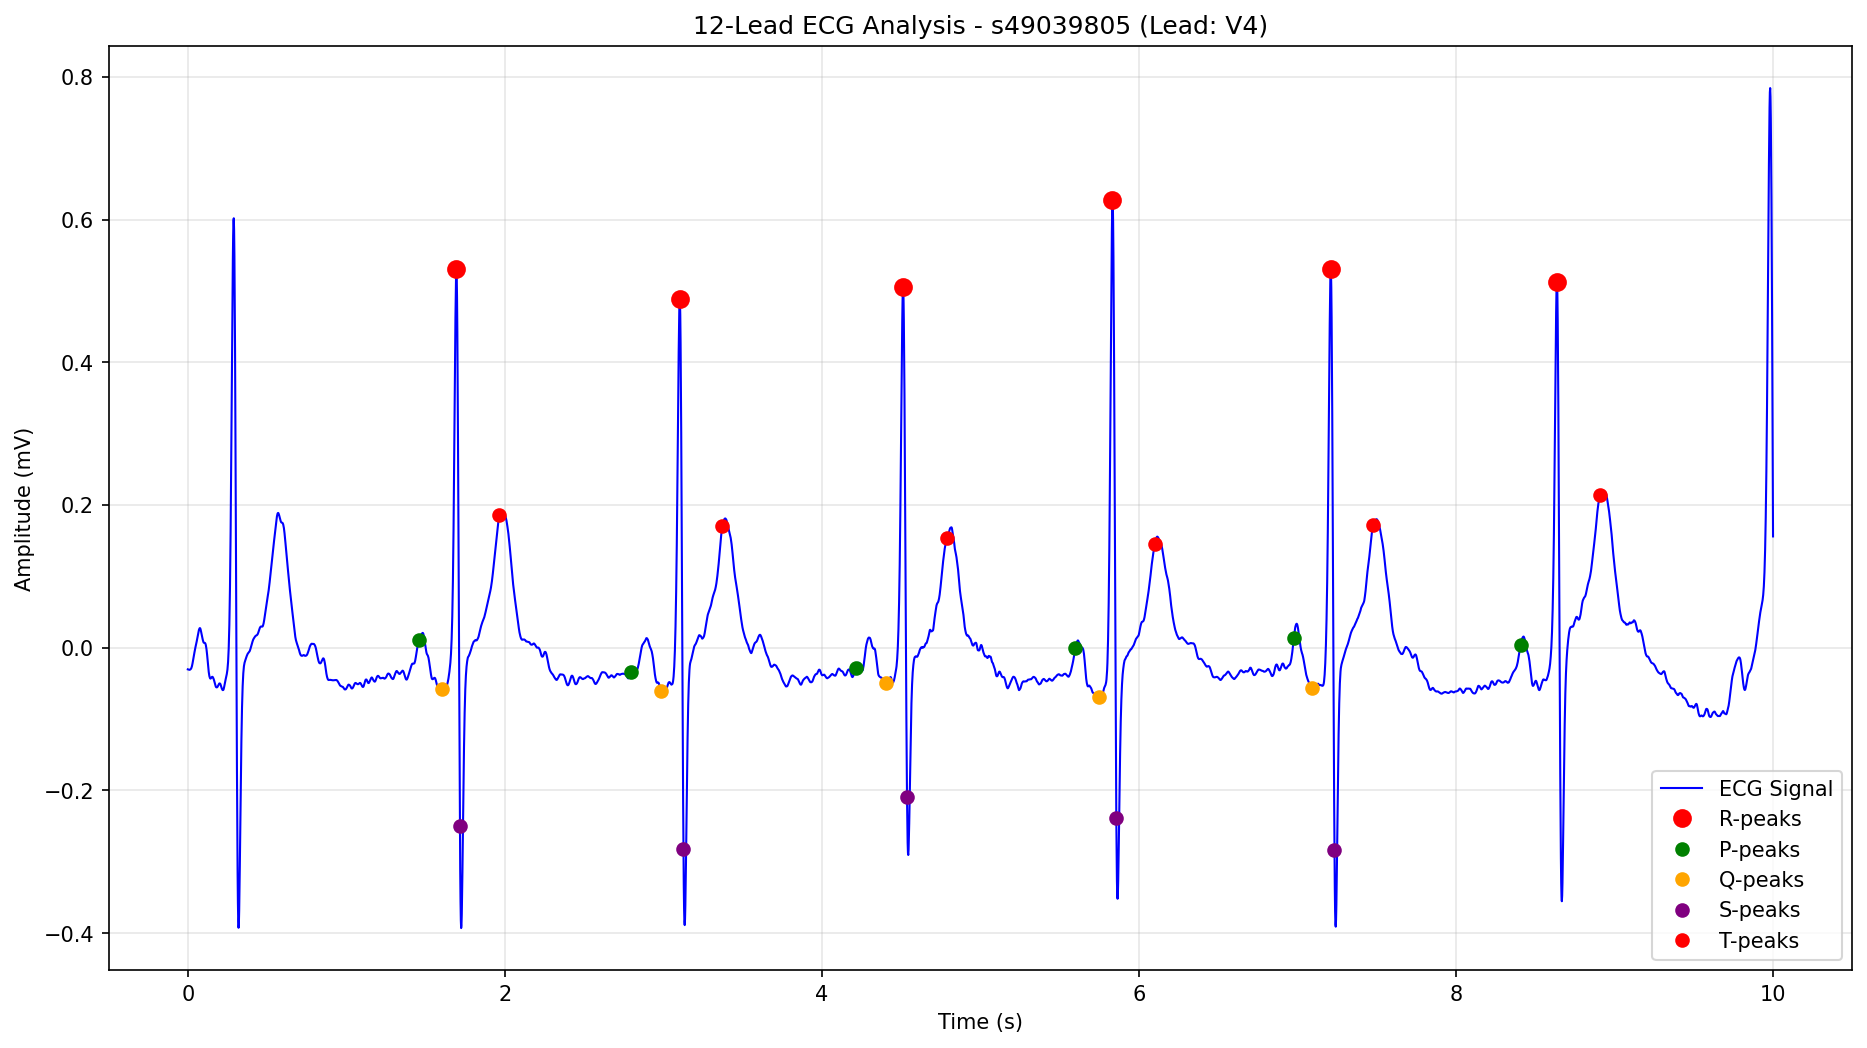 12-Lead ECG Analysis - s49039805 (Lead: V4)
Amplitude (mV)
0.8
0.6
0.4
0.2
0.0
−0.2
−0.4
ECG Signal
R-peaks
P-peaks
Q-peaks
S-peaks
T-peaks
0 2 4 6 8 10
Time (s)